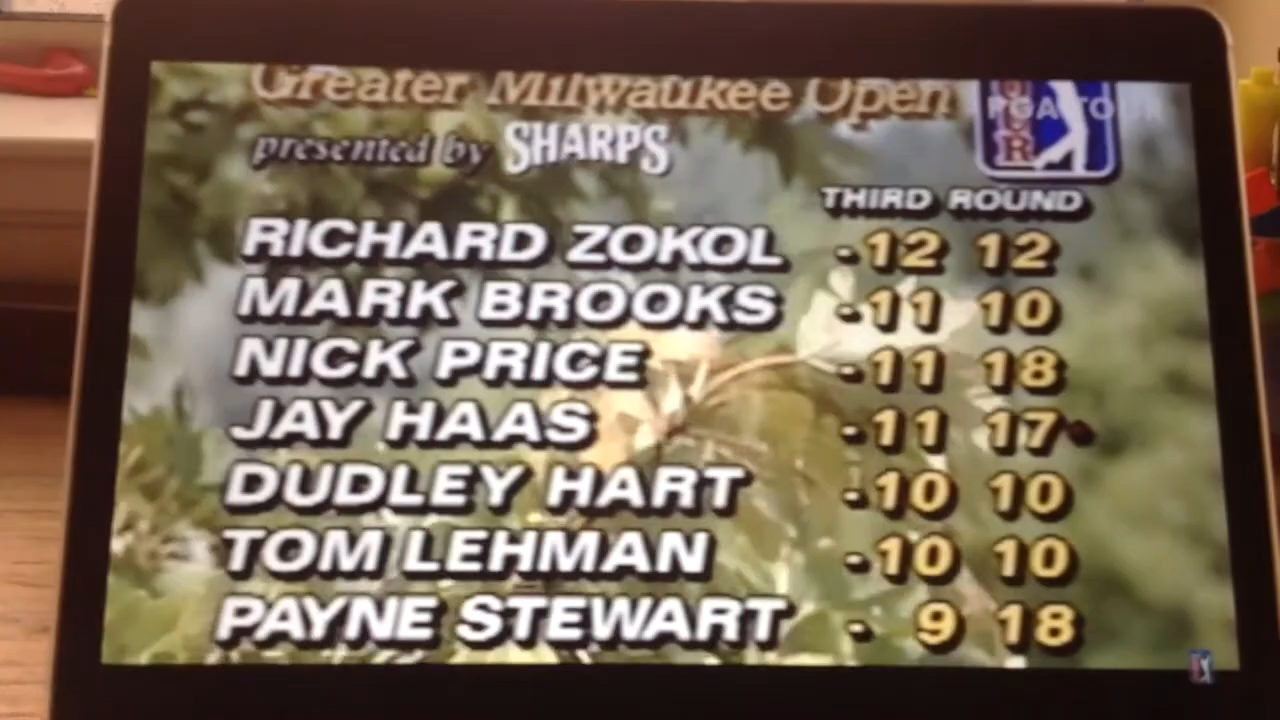 Greater Milwaukee Open
presented by SHARPS
PGA TOUR
THIRD ROUND
RICHARD ZOKOL -12 12
MARK BROOKS -11 10
NICK PRICE -11 18
JAY HAAS -11 17
DUDLEY HART -10 10
TOM LEHMAN -10 10
PAYNE STEWART - 9 18